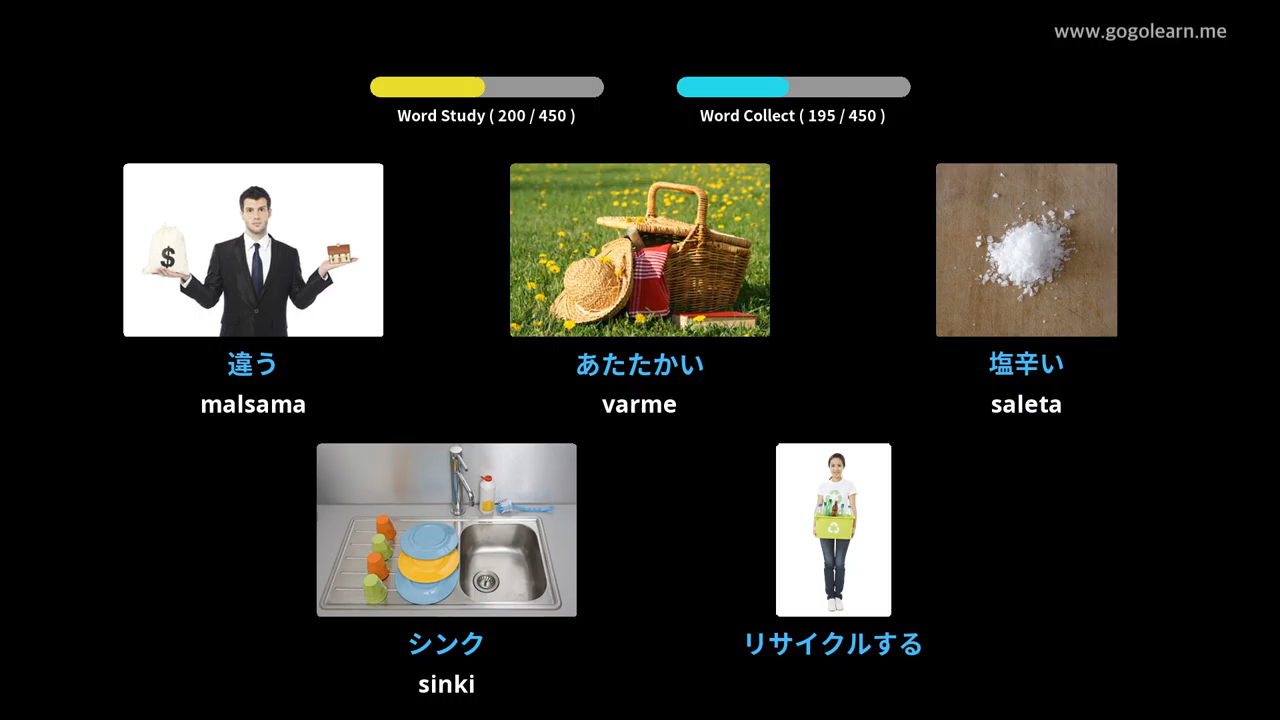 www.gogolearn.me
Word Study ( 200 / 450 )
Word Collect ( 195 / 450 )
$
違う
malsama
あたたかい
varme
塩辛い
saleta
シンク
sinki
リサイクルする